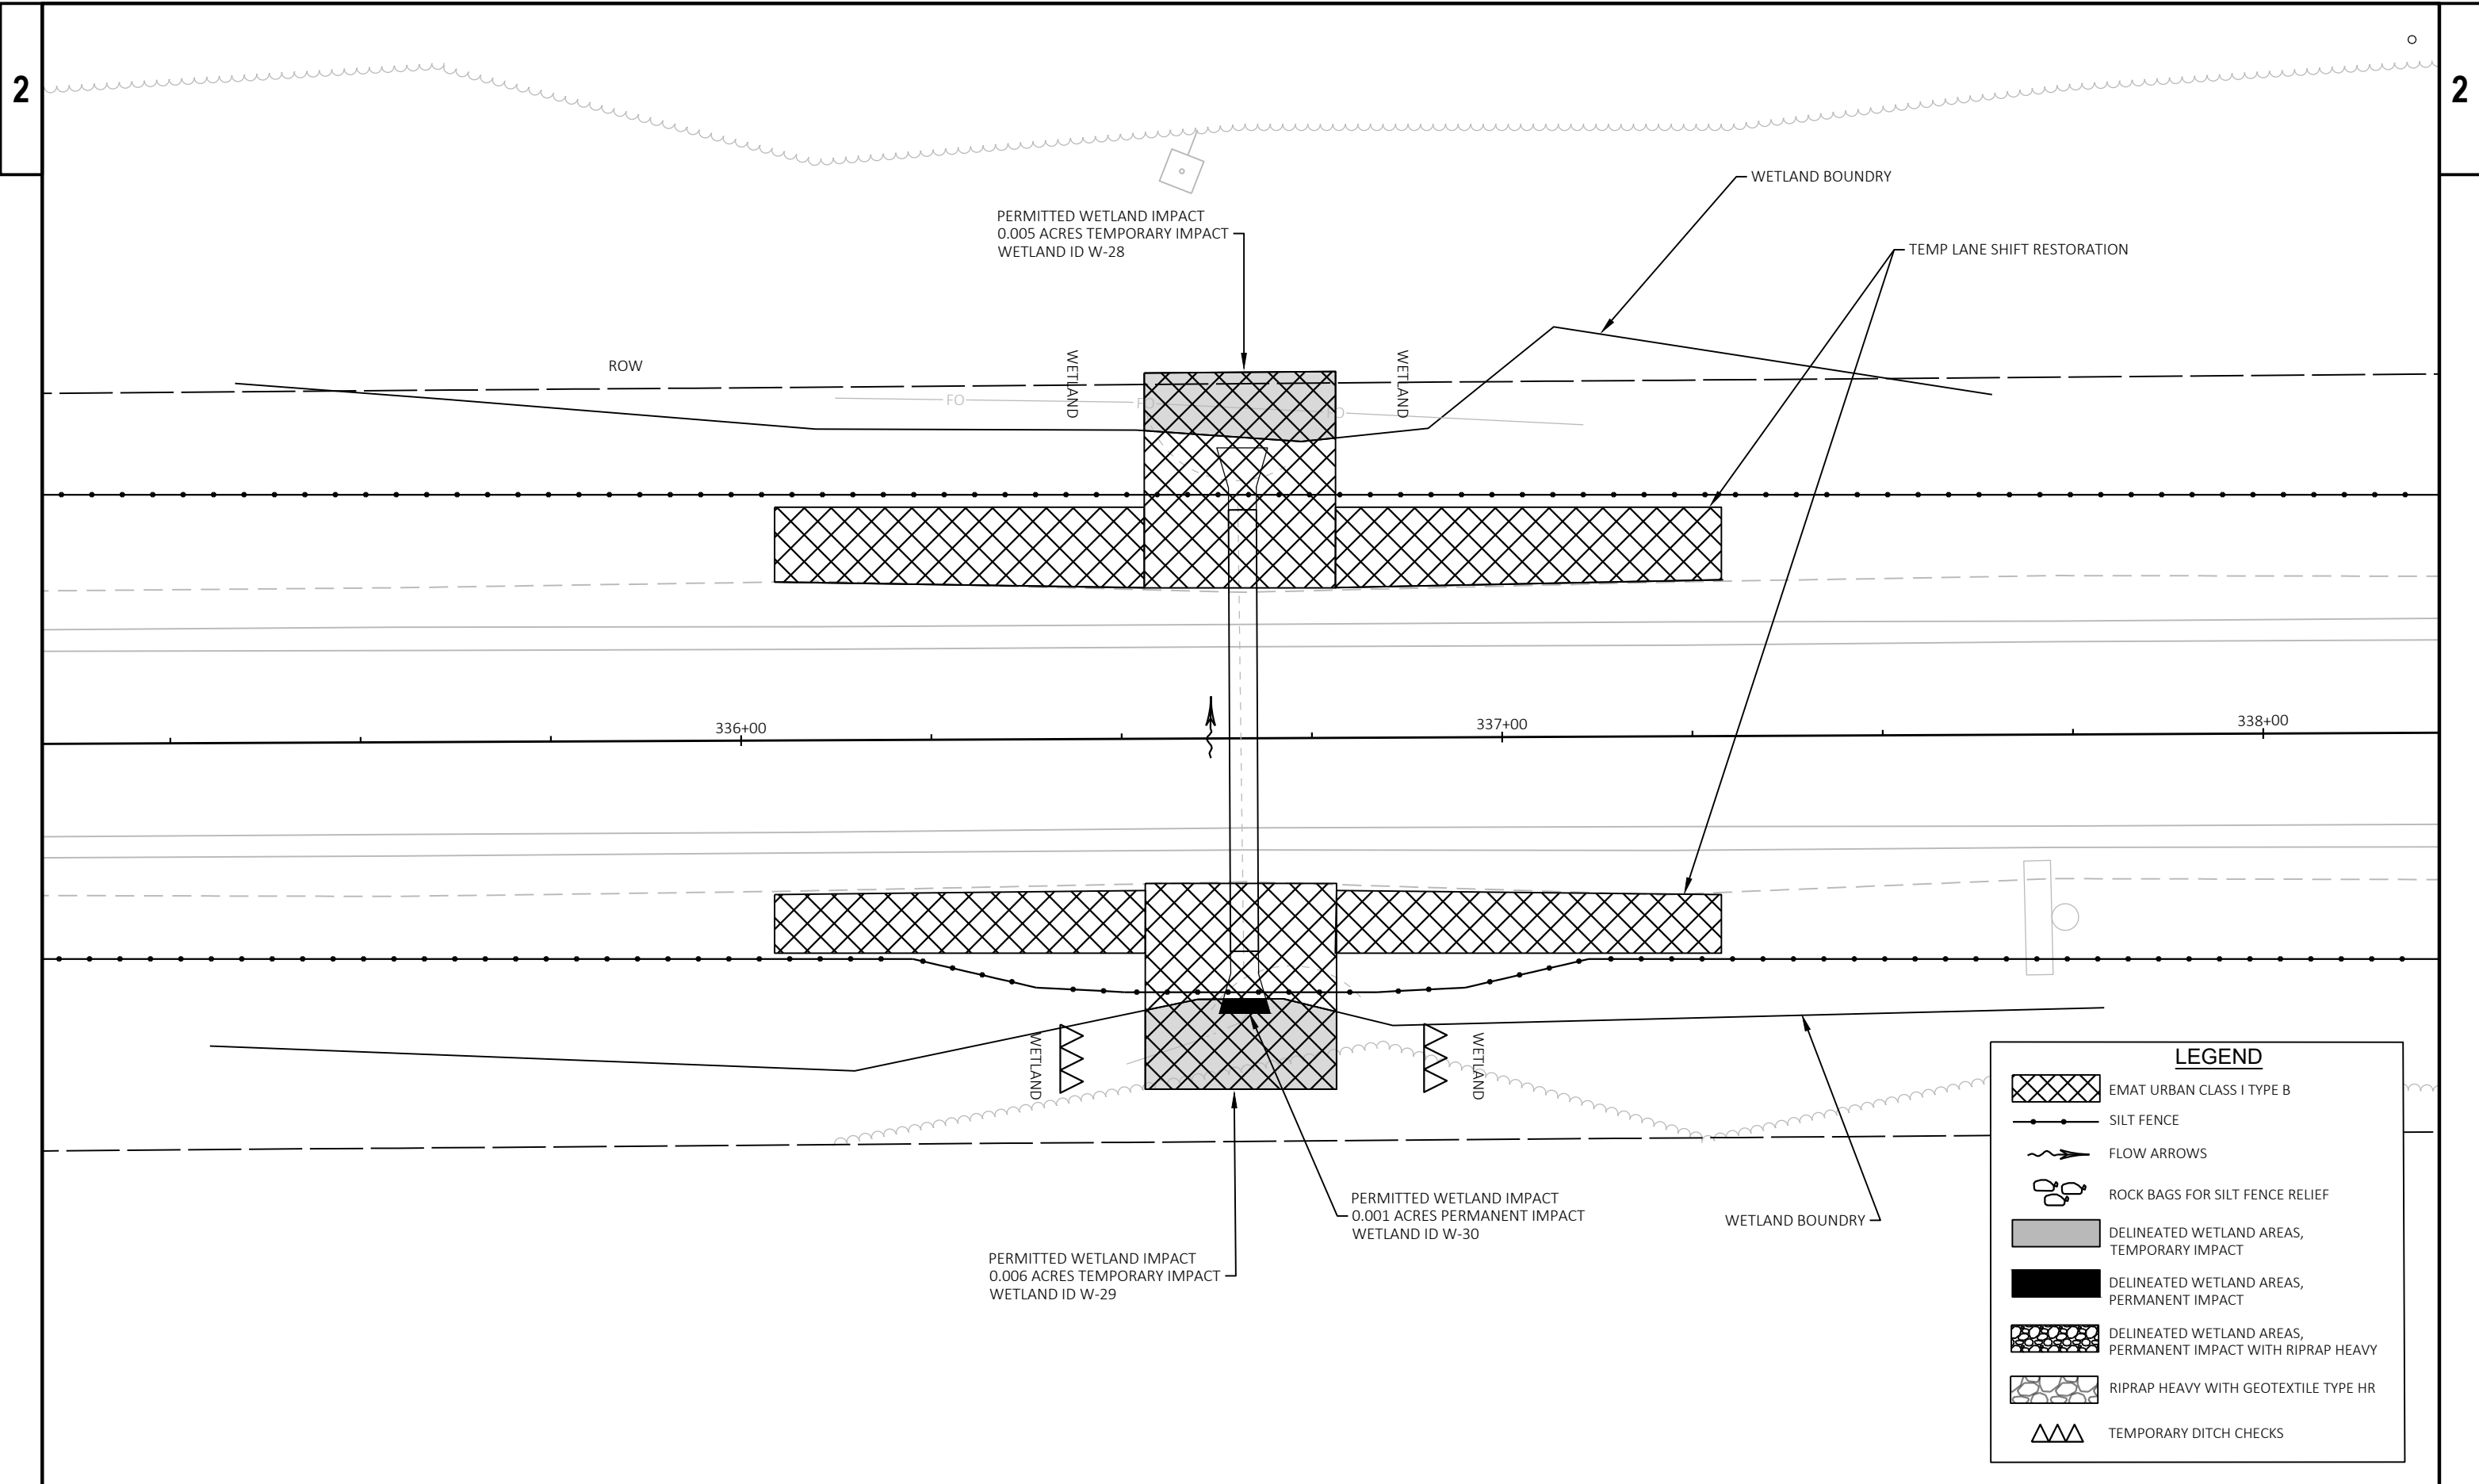 2
2
WETLAND BOUNDRY
PERMITTED WETLAND IMPACT
0.005 ACRES TEMPORARY IMPACT
WETLAND ID W-28
TEMP LANE SHIFT RESTORATION
ROW
WETLAND
WETLAND
FO
FO
FO
336+00
337+00
338+00
WETLAND
WETLAND
PERMITTED WETLAND IMPACT
0.001 ACRES PERMANENT IMPACT
WETLAND ID W-30
WETLAND BOUNDRY
PERMITTED WETLAND IMPACT
0.006 ACRES TEMPORARY IMPACT
WETLAND ID W-29
LEGEND
EMAT URBAN CLASS I TYPE B
SILT FENCE
FLOW ARROWS
ROCK BAGS FOR SILT FENCE RELIEF
DELINEATED WETLAND AREAS,
TEMPORARY IMPACT
DELINEATED WETLAND AREAS,
PERMANENT IMPACT
DELINEATED WETLAND AREAS,
PERMANENT IMPACT WITH RIPRAP HEAVY
RIPRAP HEAVY WITH GEOTEXTILE TYPE HR
TEMPORARY DITCH CHECKS